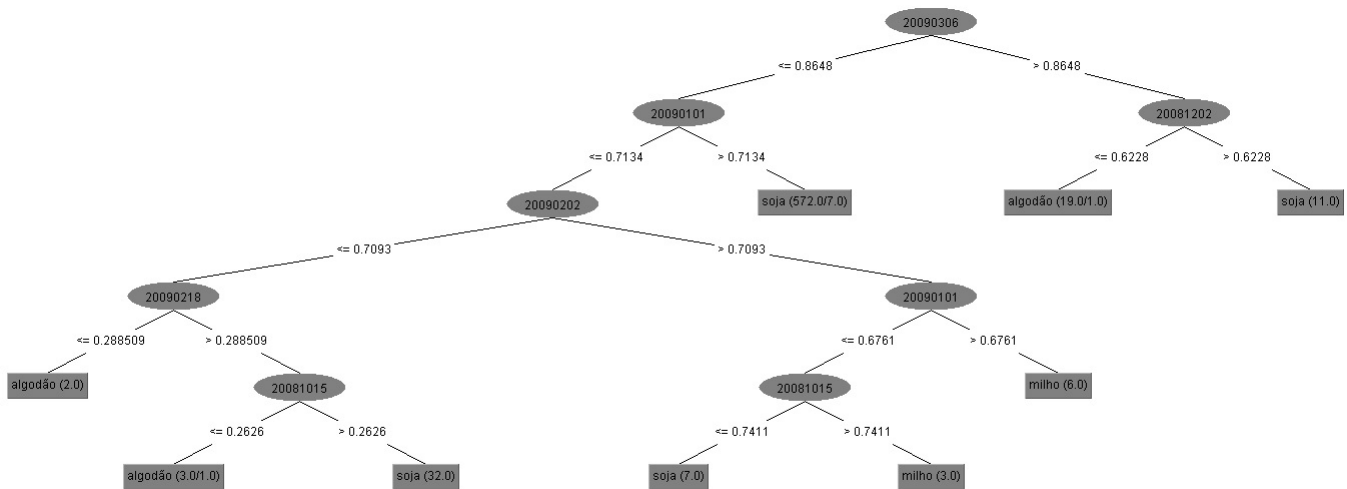 20090306
<= 0.8648
> 0.8648
20090101
20081202
<= 0.7134
> 0.7134
<= 0.6228
> 0.6228
20090202
soja (572.0/7.0)
algodão (19.0/1.0)
soja (11.0)
<= 0.7093
> 0.7093
20090218
20090101
<= 0.288509
> 0.288509
<= 0.6761
> 0.6761
algodão (2.0)
20081015
20081015
milho (6.0)
<= 0.2626
> 0.2626
<= 0.7411
> 0.7411
algodão (3.0/1.0)
soja (32.0)
soja (7.0)
milho (3.0)